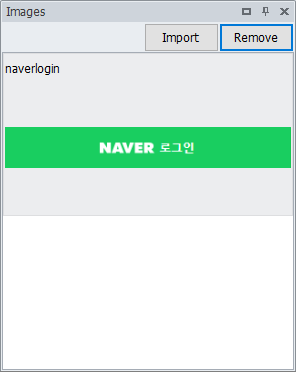 Images
Import Remove
naverlogin
NAVER 로그인